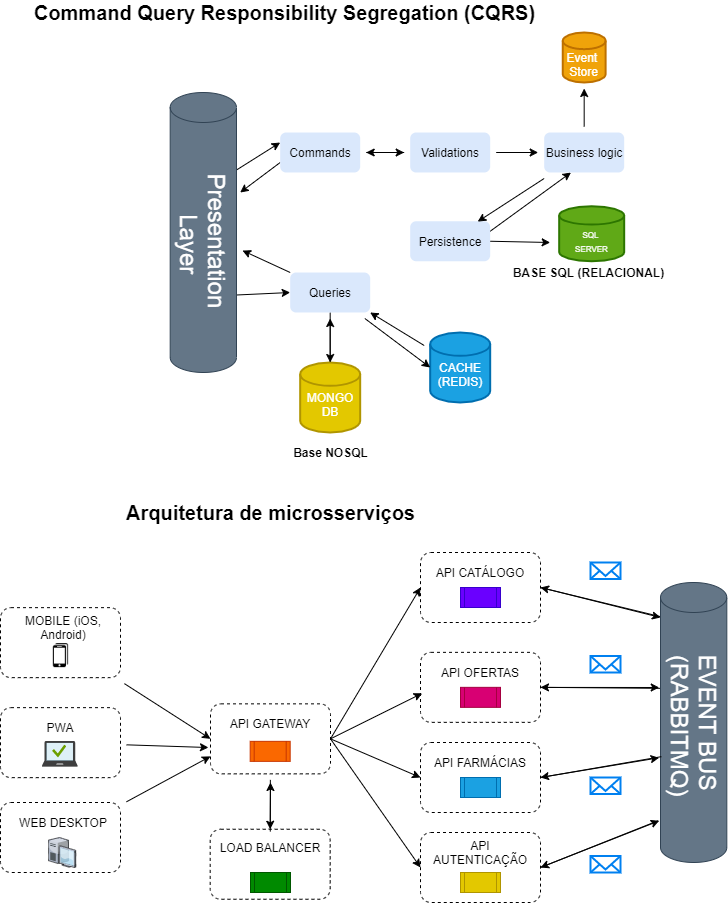 Command Query Responsibility Segregation (CQRS)
Event
Store
Presentation
Layer
Commands
Validations
Business logic
Persistence
SQL
SERVER
BASE SQL (RELACIONAL)
Queries
CACHE
(REDIS)
MONGO
DB
Base NOSQL
Arquitetura de microsserviços
MOBILE (iOS,
Android)
PWA
WEB DESKTOP
API GATEWAY
LOAD BALANCER
API CATÁLOGO
API OFERTAS
API FARMÁCIAS
API
AUTENTICAÇÃO
EVENT BUS
(RABBITMQ)